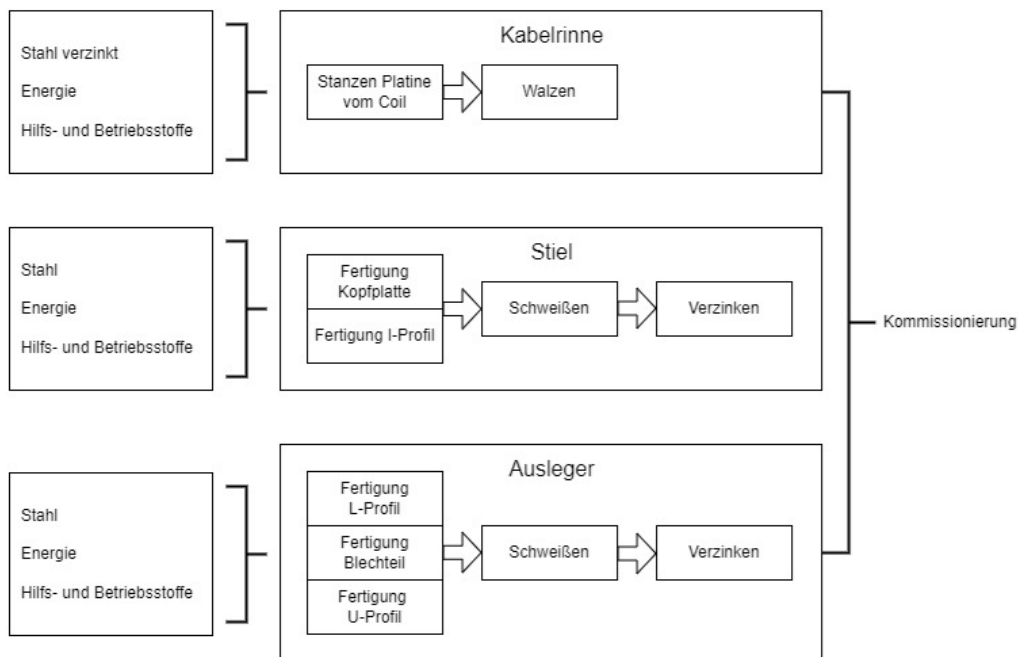 Stahl verzinkt
Energie
Hilfs- und Betriebsstoffe
Kabelrinne
Stanzen Platine
vom Coil
Walzen
Stahl
Energie
Hilfs- und Betriebsstoffe
Stiel
Fertigung
Kopfplatte
Fertigung I-Profil
Schweißen
Verzinken
Kommissionierung
Stahl
Energie
Hilfs- und Betriebsstoffe
Ausleger
Fertigung
L-Profil
Fertigung
Blechteil
Fertigung
U-Profil
Schweißen
Verzinken